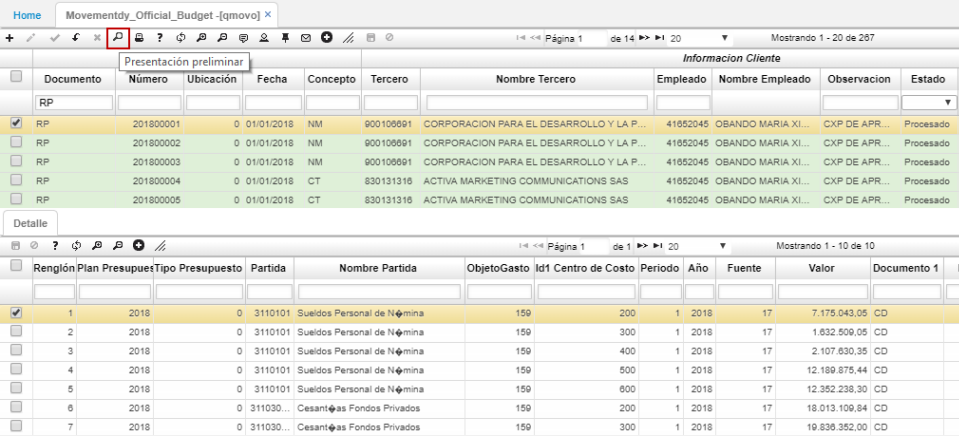 Home Movementdy_Official_Budget -[qmovo] ×
Página 1 de 14 20 Mostrando 1 - 20 de 267
Presentación preliminar
Informacion Cliente
Documento Número Ubicación Fecha Concepto Tercero Nombre Tercero Empleado Nombre Empleado Observacion Estado
RP
RP 201800001 0 01/01/2018 NM 900106691 CORPORACION PARA EL DESARROLLO Y LA P... 41652045 OBANDO MARIA XI... CXP DE APR... Procesado
RP 201800002 0 01/01/2018 NM 900106691 CORPORACION PARA EL DESARROLLO Y LA P... 41652045 OBANDO MARIA XI... CXP DE APR... Procesado
RP 201800003 0 01/01/2018 NM 900106691 CORPORACION PARA EL DESARROLLO Y LA P... 41652045 OBANDO MARIA XI... CXP DE APR... Procesado
RP 201800004 0 01/01/2018 CT 830131316 ACTIVA MARKETING COMMUNICATIONS SAS 41652045 OBANDO MARIA XI... CXP DE APR... Procesado
RP 201800005 0 01/01/2018 CT 830131316 ACTIVA MARKETING COMMUNICATIONS SAS 41652045 OBANDO MARIA XI... CXP DE APR... Procesado
Detalle
Página 1 de 1 20 Mostrando 1 - 10 de 10
Renglón Plan Presupues Tipo Presupuesto Partida Nombre Partida ObjetoGasto Id1 Centro de Costo Periodo Año Fuente Valor Documento 1
1 2018 0 3110101 Sueldos Personal de N�mina 159 200 1 2018 17 7.175.043,05 CD
2 2018 0 3110101 Sueldos Personal de N�mina 159 300 1 2018 17 1.632.509,05 CD
3 2018 0 3110101 Sueldos Personal de N�mina 159 400 1 2018 17 2.107.630,35 CD
4 2018 0 3110101 Sueldos Personal de N�mina 159 500 1 2018 17 12.189.875,44 CD
5 2018 0 3110101 Sueldos Personal de N�mina 159 600 1 2018 17 12.352.238,30 CD
6 2018 0 311030... Cesant�as Fondos Privados 159 200 1 2018 17 18.013.109,84 CD
7 2018 0 311030... Cesant�as Fondos Privados 159 300 1 2018 17 19.836.352,00 CD